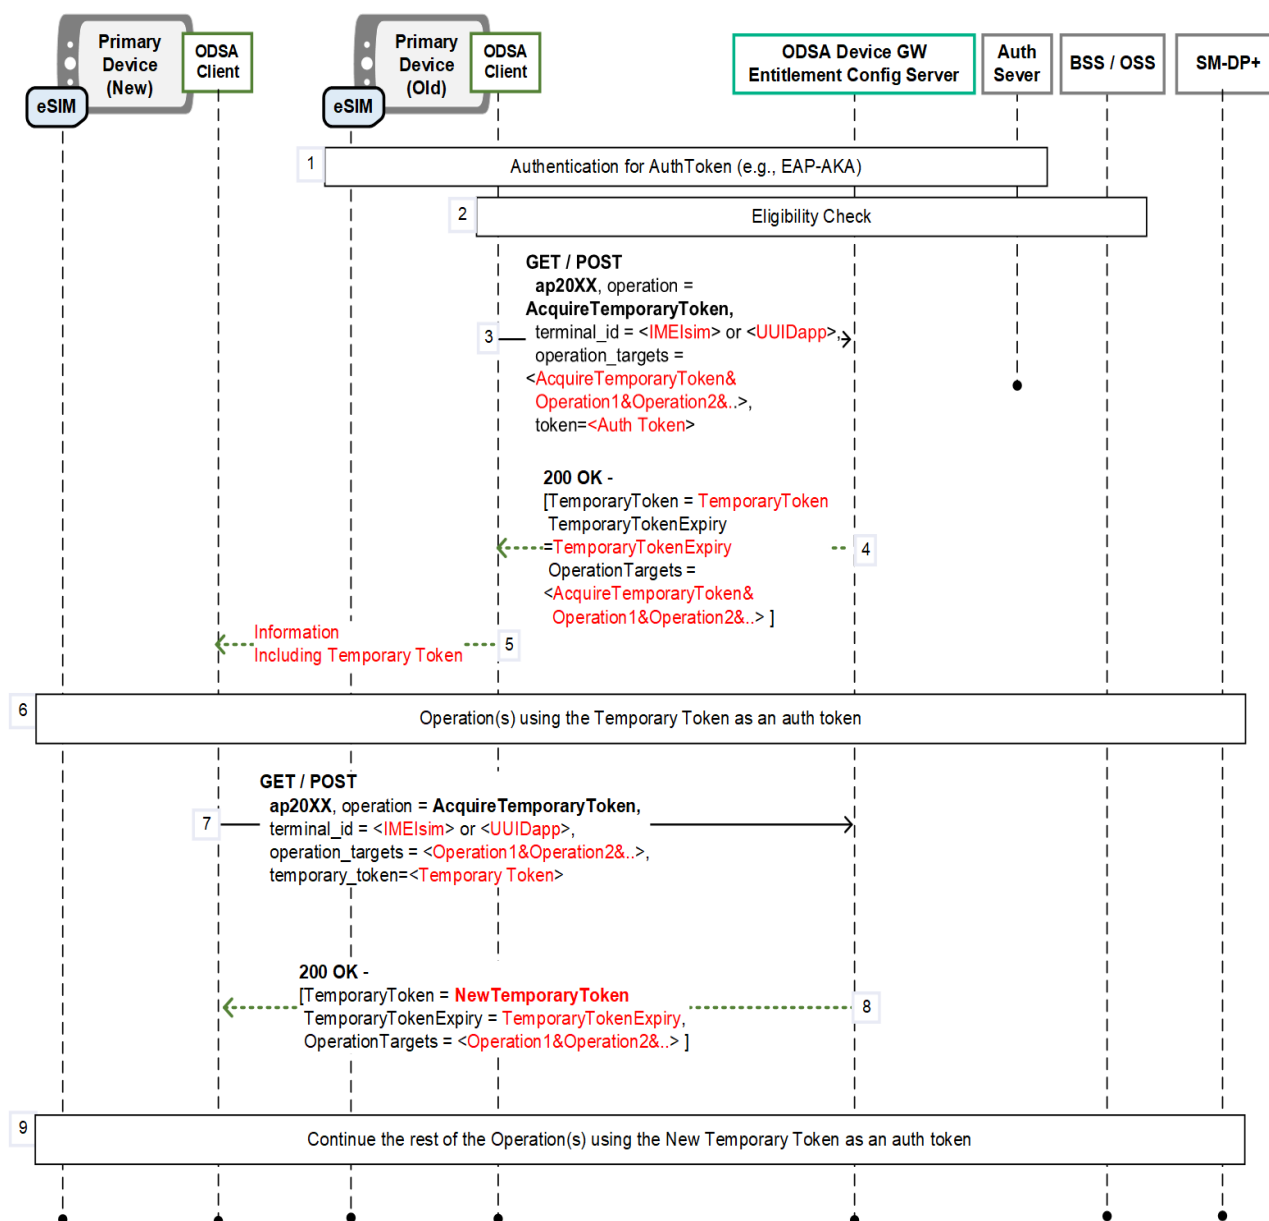 Primary
Device
(New)
ODSA
Client
eSIM
Primary
Device
(Old)
ODSA
Client
eSIM
ODSA Device GW
Entitlement Config Server
Auth
Sever
BSS / OSS
SM-DP+
1
Authentication for AuthToken (e.g., EAP-AKA)
2
Eligibility Check
GET / POST
ap20XX, operation =
AcquireTemporaryToken,
3
terminal_id = <IMEIsim> or <UUIDapp>,
operation_targets =
<AcquireTemporaryToken&
Operation1&Operation2&..>,
token=<Auth Token>
200 OK -
[TemporaryToken = TemporaryToken
TemporaryTokenExpiry
=TemporaryTokenExpiry
4
OperationTargets =
<AcquireTemporaryToken&
Operation1&Operation2&..> ]
Information
Including Temporary Token
5
6
Operation(s) using the Temporary Token as an auth token
GET / POST
ap20XX, operation = AcquireTemporaryToken,
7
terminal_id = <IMEIsim> or <UUIDapp>,
operation_targets = <Operation1&Operation2&..>,
temporary_token=<Temporary Token>
200 OK -
[TemporaryToken = NewTemporaryToken
8
TemporaryTokenExpiry = TemporaryTokenExpiry,
OperationTargets = <Operation1&Operation2&..> ]
9
Continue the rest of the Operation(s) using the New Temporary Token as an auth token